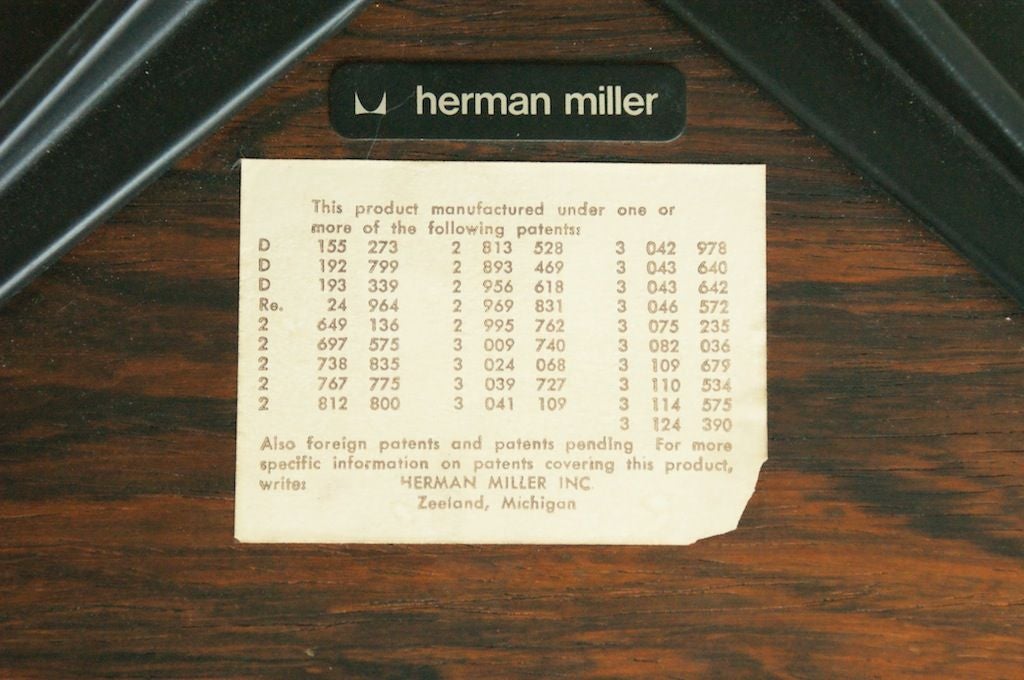 herman miller
This product manufactured under one or
more of the following patents:
D 155 273 2 813 528 3 042 978
D 192 799 2 893 469 3 043 640
D 193 339 2 956 618 3 043 642
Re. 24 964 2 969 831 3 046 572
2 649 136 2 995 762 3 075 235
2 697 575 3 009 740 3 082 036
2 738 835 3 024 068 3 109 679
2 767 775 3 039 727 3 110 534
2 812 800 3 041 109 3 114 575
3 124 390
Also foreign patents and patents pending For more
specific information on patents covering this product,
write: HERMAN MILLER INC.
Zeeland, Michigan